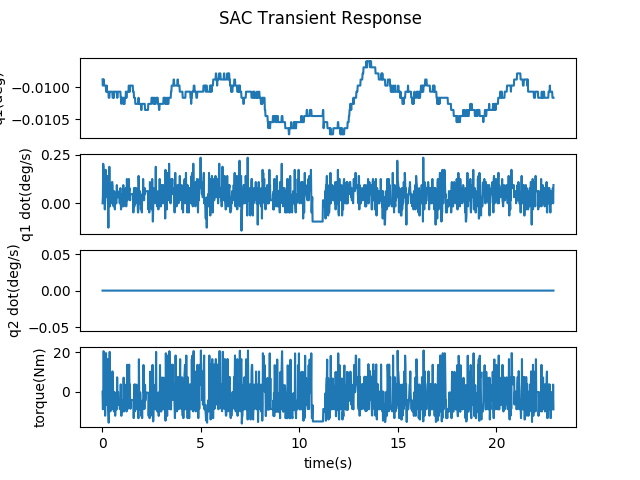 SAC Transient Response
−0.0100
−0.0105
0.25
0.00
q1 dot(deg/s)
0.05
0.00
−0.05
q2 dot(deg/s)
20
0
torque(Nm)
0 5 10 15 20
time(s)